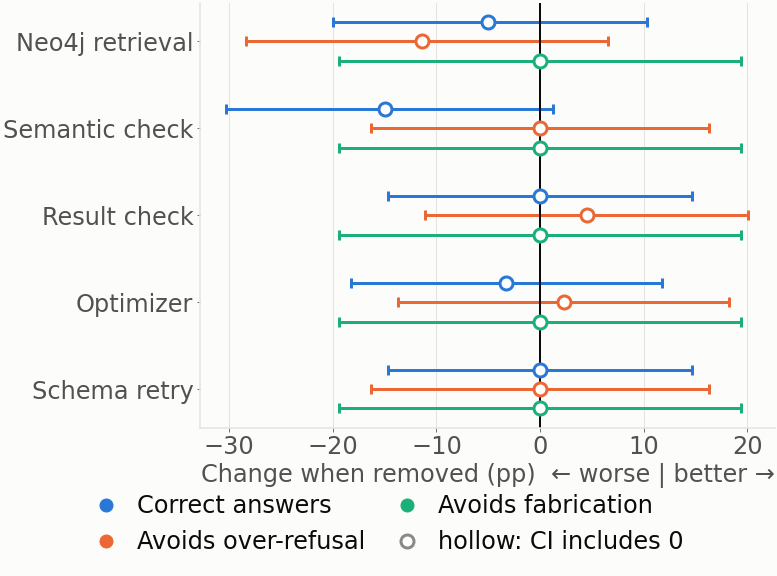 Neo4j retrieval
Semantic check
Result check
Optimizer
Schema retry
−30 −20 −10 0 10 20
Change when removed (pp) ← worse | better →
Correct answers
Avoids over-refusal
Avoids fabrication
hollow: CI includes 0